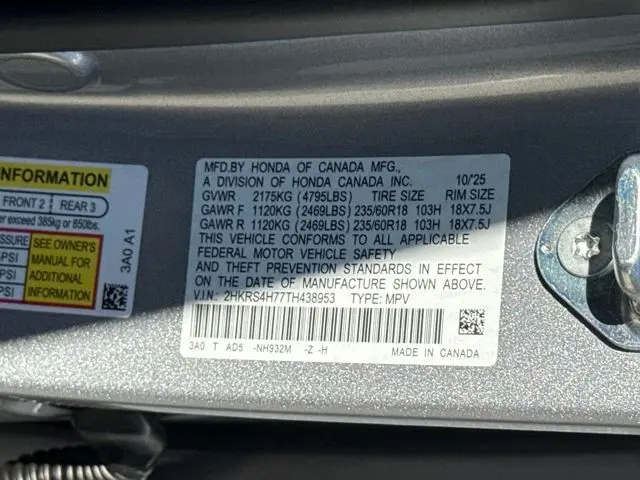 INFORMATION
FRONT 2 REAR 3
exceed 385kg or 850lbs.
SEE OWNER'S
MANUAL FOR
ADDITIONAL
INFORMATION
PSI
PSI
3A0 A1
MFD.BY HONDA OF CANADA MFG.,
A DIVISION OF HONDA CANADA INC. 10/25
GVWR 2175KG (4795LBS) TIRE SIZE RIM SIZE
GAWR F 1120KG (2469LBS) 235/60R18 103H 18X7.5J
GAWR R 1120KG (2469LBS) 235/60R18 103H 18X7.5J
THIS VEHICLE CONFORMS TO ALL APPLICABLE
FEDERAL MOTOR VEHICLE SAFETY
AND THEFT PREVENTION STANDARDS IN EFFECT
ON THE DATE OF MANUFACTURE SHOWN ABOVE.
V.I.N: 2HKRS4H77TH438953 TYPE: MPV
3A0 T AD5 -NH932M -Z -H MADE IN CANADA